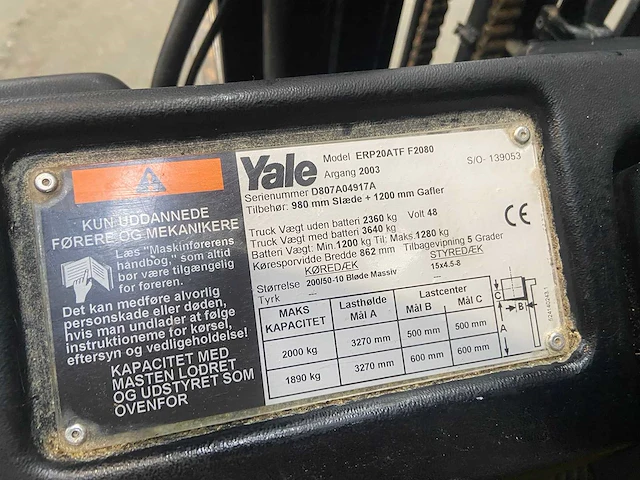 KUN UDDANNEDE
FØRERE OG MEKANIKERE
Læs "Maskinførerens
håndbog," som altid
bør være tilgængelig
for føreren.
Det kan medføre alvorlig
personskade eller døden,
hvis man undlader at følge
instruktionerne for kørsel,
eftersyn og vedligeholdelse!
KAPACITET MED
MASTEN LODRET
OG UDSTYRET SOM
OVENFOR
Yale
Model ERP20ATF F2080
Argang 2003
S/O- 139053
Serienummer D807A04917A
Tilbehør: 980 mm Slæde + 1200 mm Gafler
Truck Vægt uden batteri 2360 kg Volt 48
Truck Vægt med batteri 3640 kg
Batteri Vægt: Min.1200 kg Til: Maks.1280 kg
Køresporvidde Bredde 862 mm Tilbagevipning 5 Grader
KØREDÆK STYREDÆK
Størrelse 200/50-10 Bløde Massiv 15x4.5-8
Tyrk --
CE
MAKS KAPACITET Lastholde Mål A Lastcenter Mål B Mål C
2000 kg 3270 mm 500 mm 500 mm
1890 kg 3270 mm 600 mm 600 mm
C
B
A